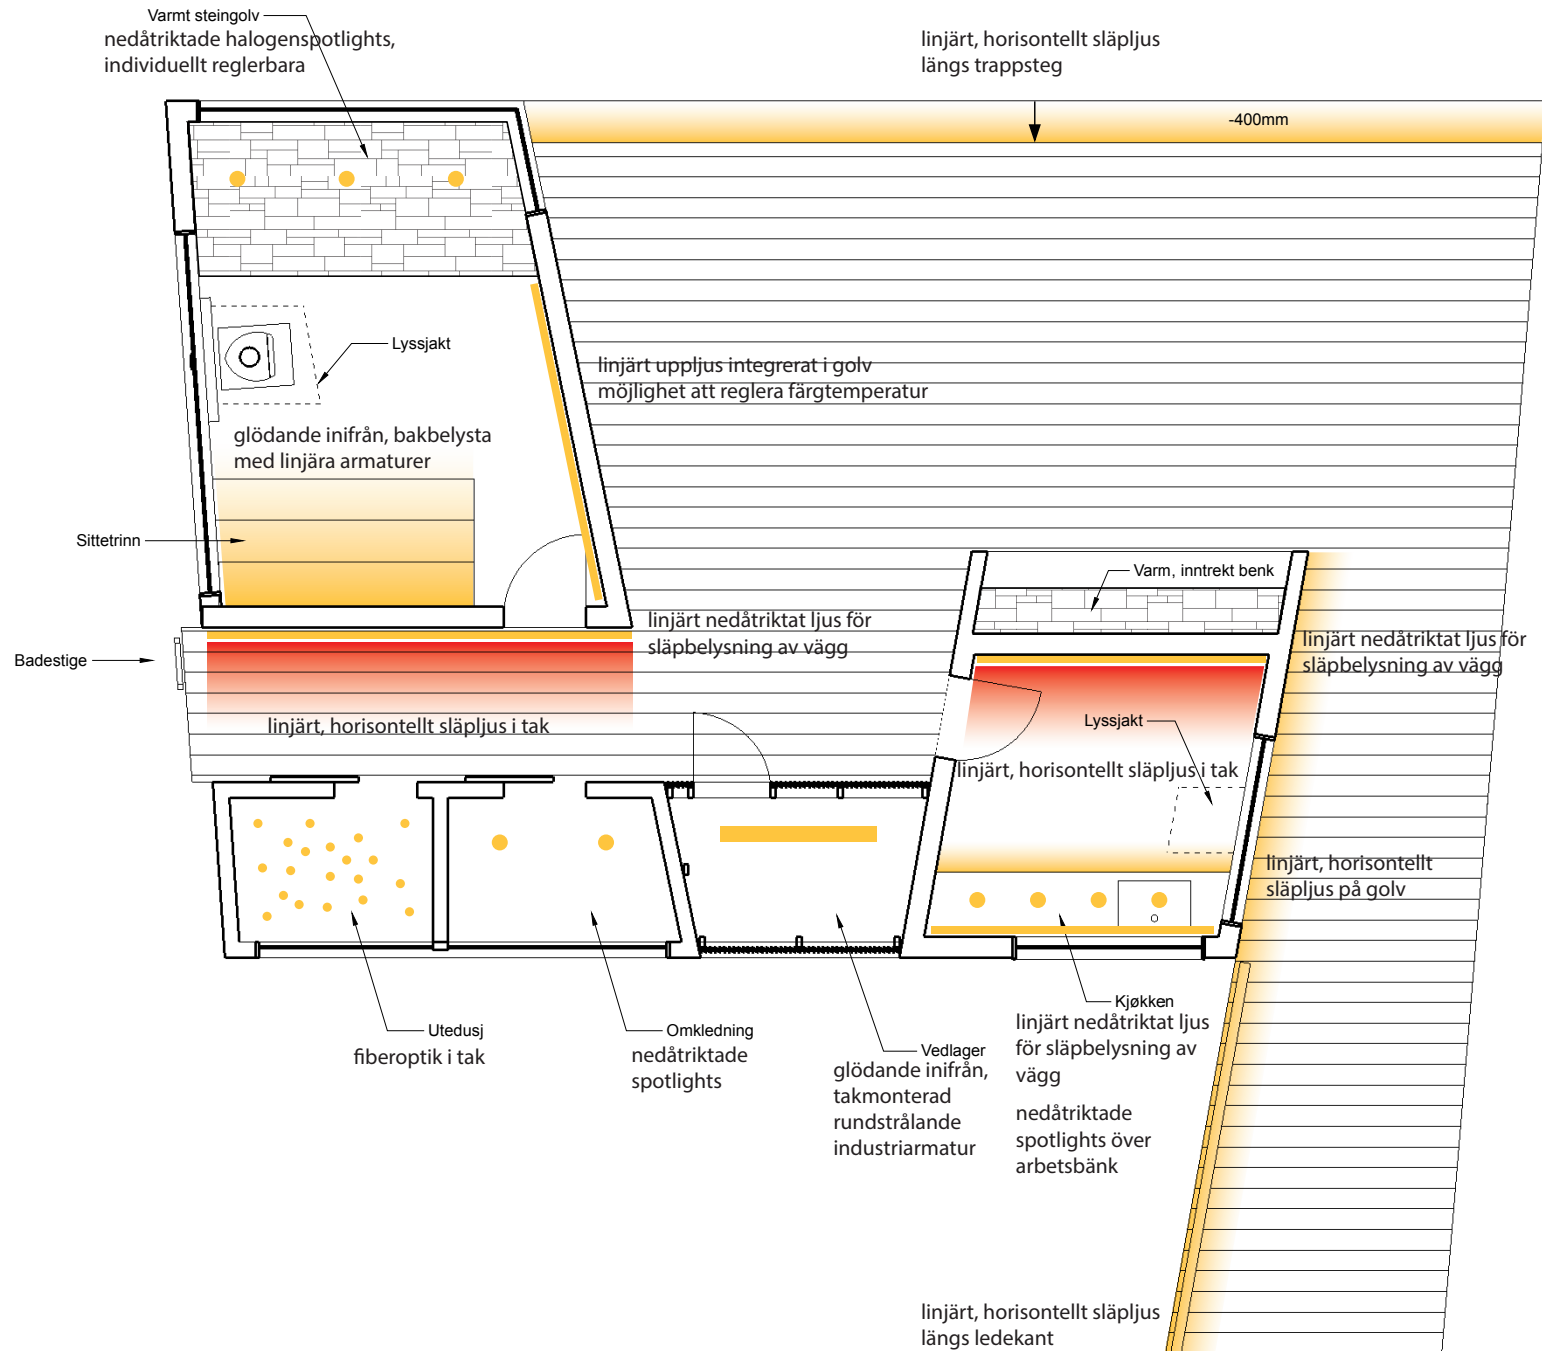 Varmt steingolv
nedåtriktade halogenspotlights,
individuellt reglerbara
linjärt, horisontellt släpljus
längs trappsteg
-400mm
Lyssjakt
linjärt uppljus integrerat i golv
möjlighet att reglera färgtemperatur
glödande inifrån, bakbelysta
med linjära armaturer
Sittetrinn
Varm, inntrekt benk
linjärt nedåtriktat ljus för
släpbelysning av vägg
linjärt nedåtriktat ljus för
släpbelysning av vägg
Badestige
linjärt, horisontellt släpljus i tak
Lyssjakt
linjärt, horisontellt släpljus i tak
linjärt, horisontellt
släpljus på golv
Utedusj
fiberoptik i tak
Omkledning
nedåtriktade
spotlights
Vedlager
glödande inifrån,
takmonterad
rundstrålande
industriarmatur
Kjøkken
linjärt nedåtriktat ljus
för släpbelysning av
vägg
nedåtriktade
spotlights över
arbetsbänk
linjärt, horisontellt släpljus
längs ledekant